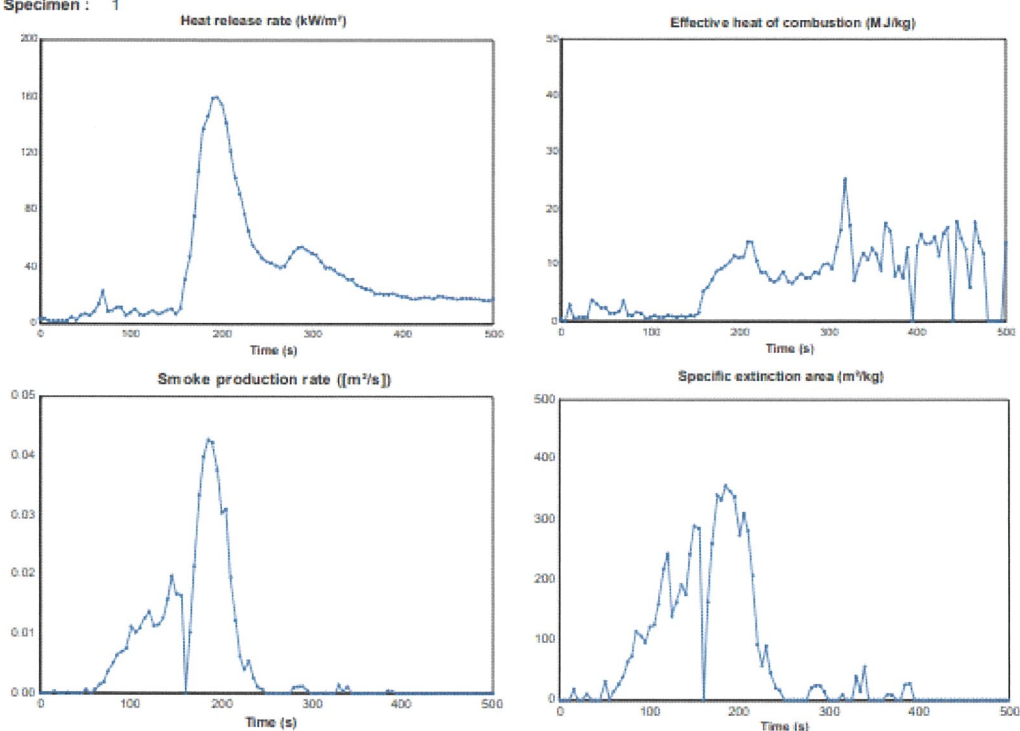 Specimen : 1
Heat release rate (kW/m²)
200
160
120
80
40
0
0 100 200 300 400 500
Time (s)
Effective heat of combustion (MJ/kg)
50
40
30
20
10
0
0 100 200 300 400 500
Time (s)
Smoke production rate ([m²/s])
0.05
0.04
0.03
0.02
0.01
0.00
0 100 200 300 400 500
Time (s)
Specific extinction area (m²/kg)
500
400
300
200
100
0
0 100 200 300 400 500
Time (s)